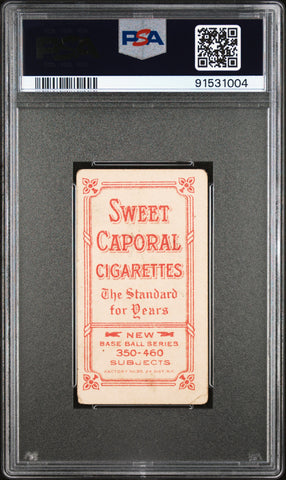 PSA
91531004
SWEET
CAPORAL
CIGARETTES
The Standard
for Years
NEW
BASE BALL SERIES
350-460
SUBJECTS
FACTORY No 30, 2d DIST. N.Y.